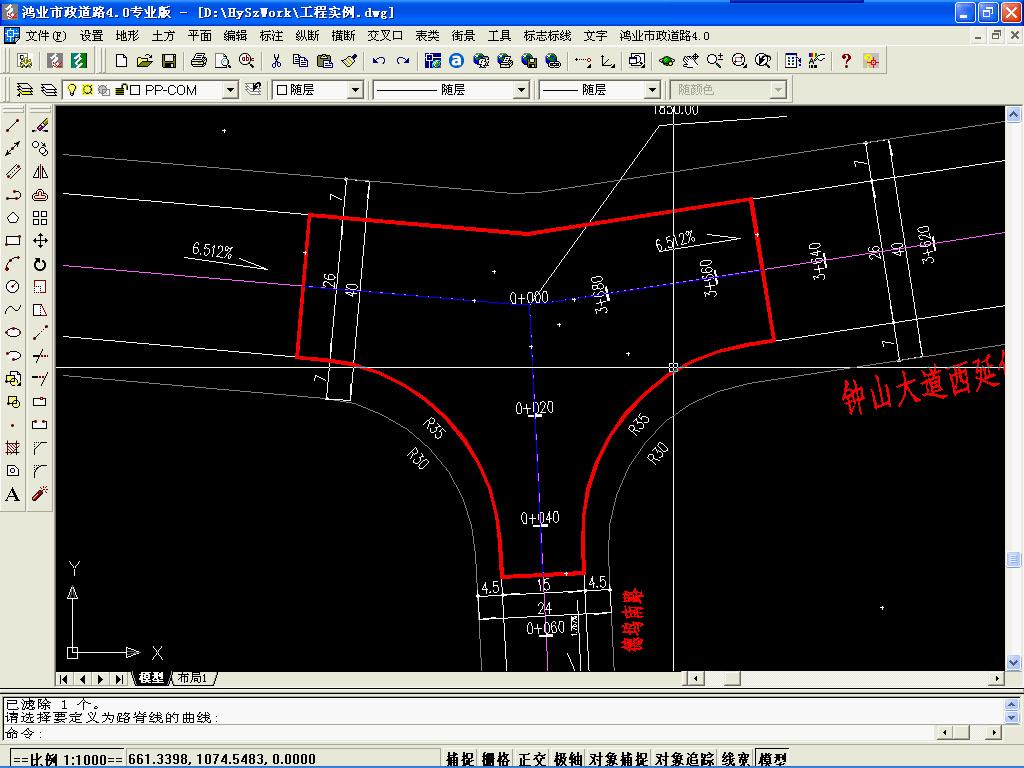 鸿业市政道路4.0专业版 - [D:\HySzWork\工程实例.dwg]
文件(F) 设置 地形 土方 平面 编辑 标注 纵断 横断 交叉口 表类 街景 工具 标志标线 文字 鸿业市政道路4.0
PP-COM 随层 随层 随层 随颜色
1850.00
7
7
6.512%
6.512%
26
40
3+680
3+660
3+640
26
40
3+620
0+000
7
7
钟山大道西延
0+020
R35
R30
R35
R30
0+040
4.5
15
4.5
24
0+060
Y
X
A
模型 布局1
已滤除 1 个。
请选择要定义为路脊线的曲线:
命令:
==比例 1:1000== 661.3398, 1074.5483, 0.0000 捕捉 栅格 正交 极轴 对象捕捉 对象追踪 线宽 模型